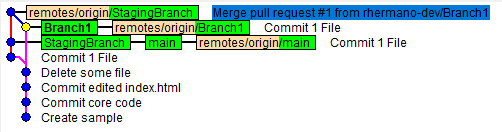 remotes/origin/StagingBranch Merge pull request #1 from rhermano-dev/Branch1
Branch1 remotes/origin/Branch1 Commit 1 File
StagingBranch main remotes/origin/main Commit 1 File
Commit 1 File
Delete some file
Commit edited index.html
Commit core code
Create sample